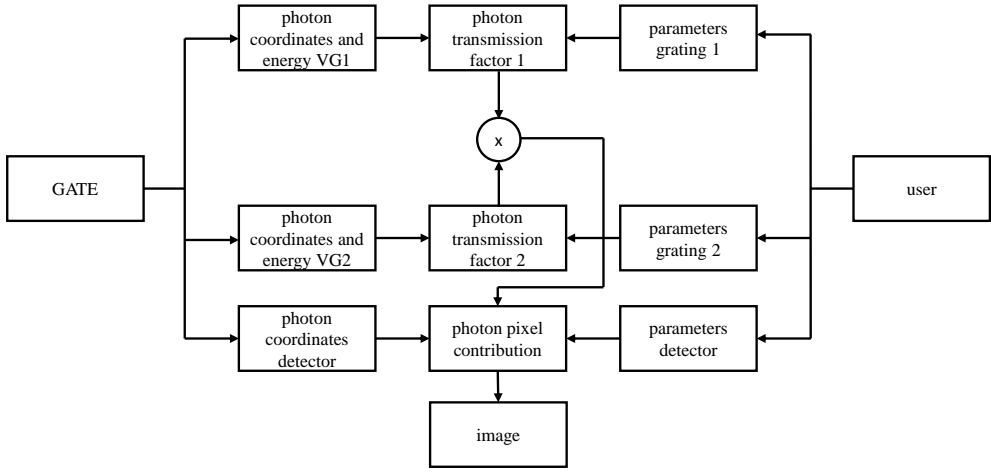 photon
coordinates and
energy VG1
photon
transmission
factor 1
parameters
grating 1
x
GATE
user
photon
coordinates and
energy VG2
photon
transmission
factor 2
parameters
grating 2
photon
coordinates
detector
photon pixel
contribution
parameters
detector
image